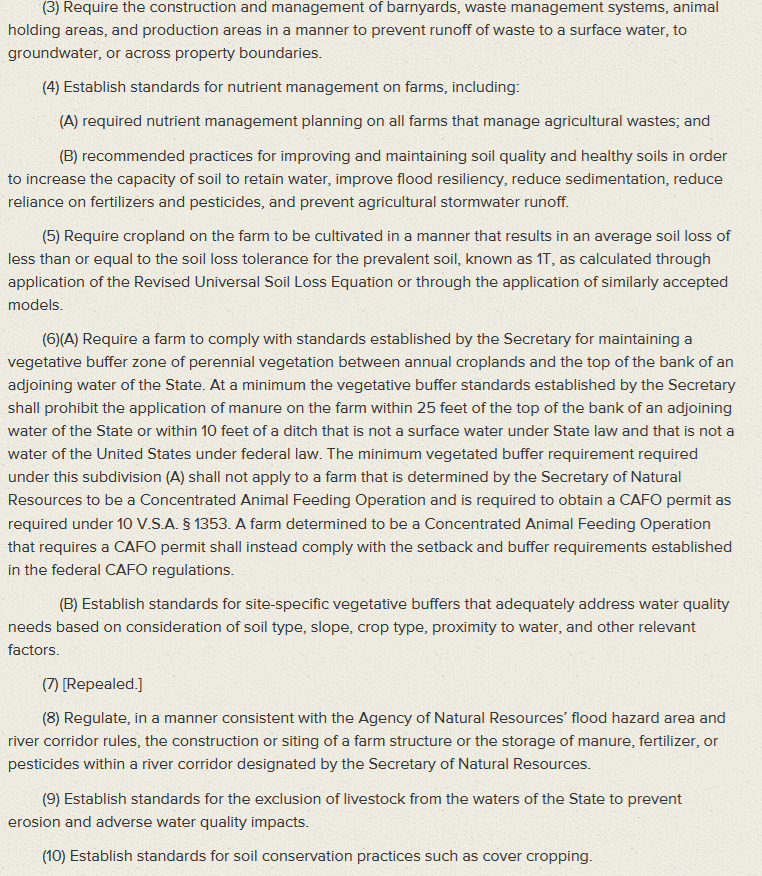 (3) Require the construction and management of barnyards, waste management systems, animal
holding areas, and production areas in a manner to prevent runoff of waste to a surface water, to
groundwater, or across property boundaries.
(4) Establish standards for nutrient management on farms, including:
(A) required nutrient management planning on all farms that manage agricultural wastes; and
(B) recommended practices for improving and maintaining soil quality and healthy soils in order
to increase the capacity of soil to retain water, improve flood resiliency, reduce sedimentation, reduce
reliance on fertilizers and pesticides, and prevent agricultural stormwater runoff.
(5) Require cropland on the farm to be cultivated in a manner that results in an average soil loss of
less than or equal to the soil loss tolerance for the prevalent soil, known as 1T, as calculated through
application of the Revised Universal Soil Loss Equation or through the application of similarly accepted
models.
(6)(A) Require a farm to comply with standards established by the Secretary for maintaining a
vegetative buffer zone of perennial vegetation between annual croplands and the top of the bank of an
adjoining water of the State. At a minimum the vegetative buffer standards established by the Secretary
shall prohibit the application of manure on the farm within 25 feet of the top of the bank of an adjoining
water of the State or within 10 feet of a ditch that is not a surface water under State law and that is not a
water of the United States under federal law. The minimum vegetated buffer requirement required
under this subdivision (A) shall not apply to a farm that is determined by the Secretary of Natural
Resources to be a Concentrated Animal Feeding Operation and is required to obtain a CAFO permit as
required under 10 V.S.A. § 1353. A farm determined to be a Concentrated Animal Feeding Operation
that requires a CAFO permit shall instead comply with the setback and buffer requirements established
in the federal CAFO regulations.
(B) Establish standards for site-specific vegetative buffers that adequately address water quality
needs based on consideration of soil type, slope, crop type, proximity to water, and other relevant
factors.
(7) [Repealed.]
(8) Regulate, in a manner consistent with the Agency of Natural Resources’ flood hazard area and
river corridor rules, the construction or siting of a farm structure or the storage of manure, fertilizer, or
pesticides within a river corridor designated by the Secretary of Natural Resources.
(9) Establish standards for the exclusion of livestock from the waters of the State to prevent
erosion and adverse water quality impacts.
(10) Establish standards for soil conservation practices such as cover cropping.